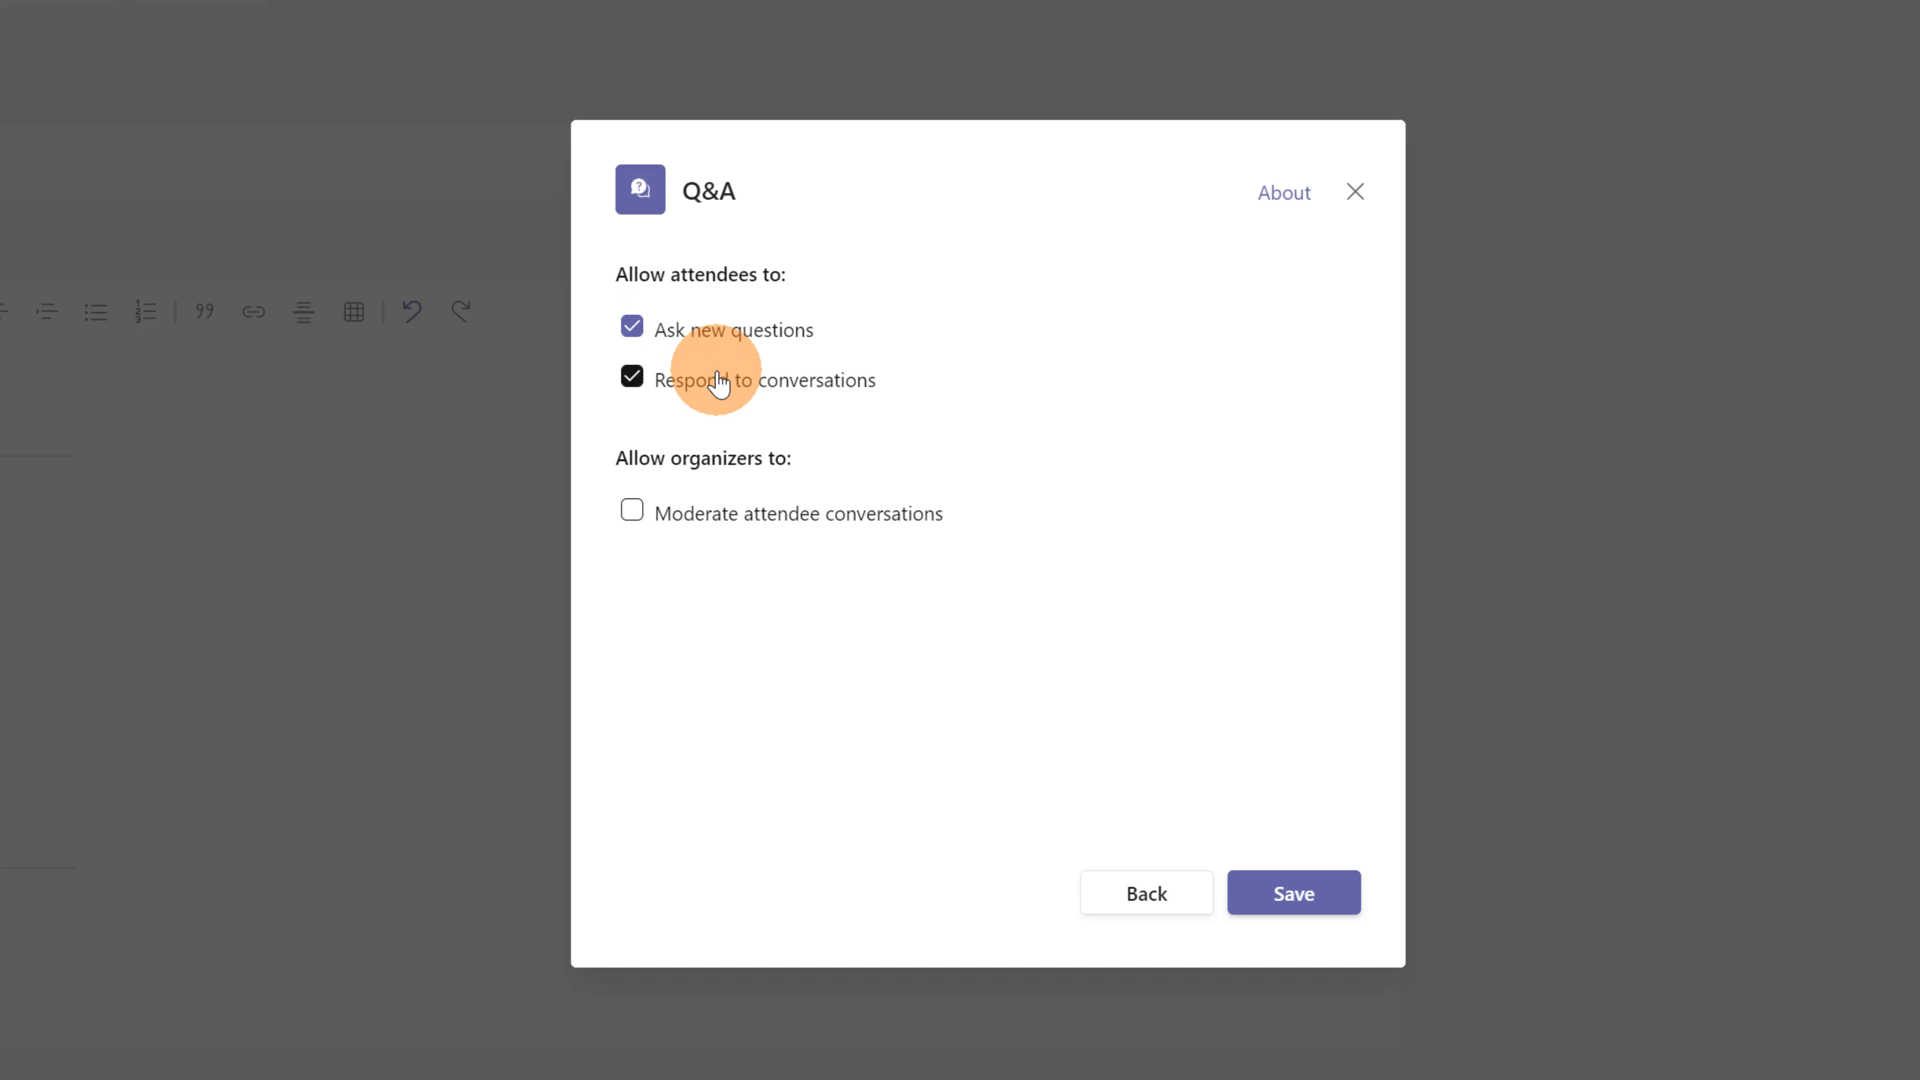 Q&A
About
Allow attendees to:
Ask new questions
Respond to conversations
Allow organizers to:
Moderate attendee conversations
Back
Save